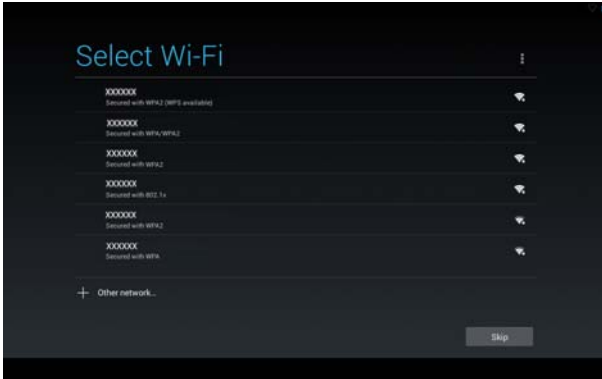 Select Wi-Fi
XXXXXX
Secured with WPA2 (WPS available)
XXXXXX
Secured with WPA/WPA2
XXXXXX
Secured with WPA2
XXXXXX
Secured with 802.1x
XXXXXX
Secured with WPA2
XXXXXX
Secured with WPA
+ Other network...
Skip